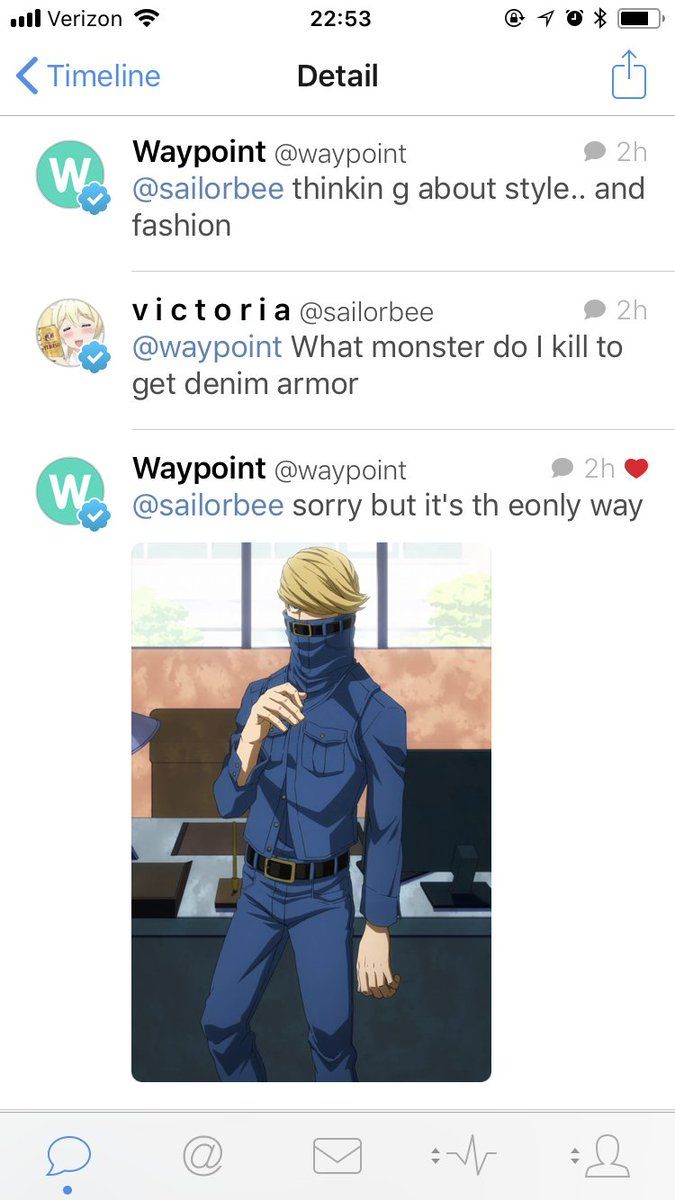 Verizon 22:53
Timeline Detail
W Waypoint @waypoint 2h
@sailorbee thinkin g about style.. and
fashion
v i c t o r i a @sailorbee 2h
@waypoint What monster do I kill to
get denim armor
W Waypoint @waypoint 2h
@sailorbee sorry but it's th eonly way
@